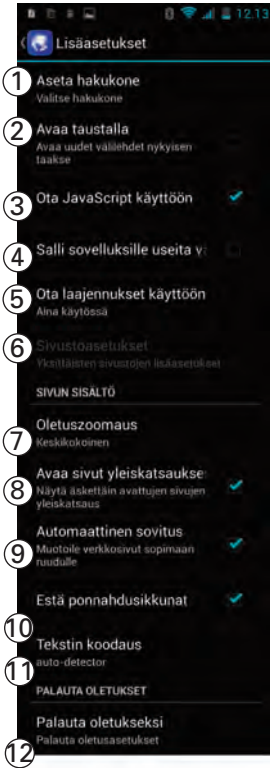 12.13
Lisäasetukset
1 Aseta hakukone
Valitse hakukone
2 Avaa taustalla
Avaa uudet välilehdet nykyisen
taakse
3 Ota JavaScript käyttöön
4 Salli sovelluksille useita v
5 Ota laajennukset käyttöön
Aina käytössä
6 Sivustoasetukset
Yksittäisten sivustojen lisäasetukset
SIVUN SISÄLTÖ
Oletuszoomaus
7 Keskikokoinen
Avaa sivut yleiskatsaukse
8 Näytä äskettäin avattujen sivujen
yleiskatsaus
Automaattinen sovitus
9 Muotoile verkkosivut sopimaan
ruudulle
Estä ponnahdusikkunat
10
Tekstin koodaus
11 auto-detector
PALAUTA OLETUKSET
Palauta oletukseksi
Palauta oletusasetukset
12